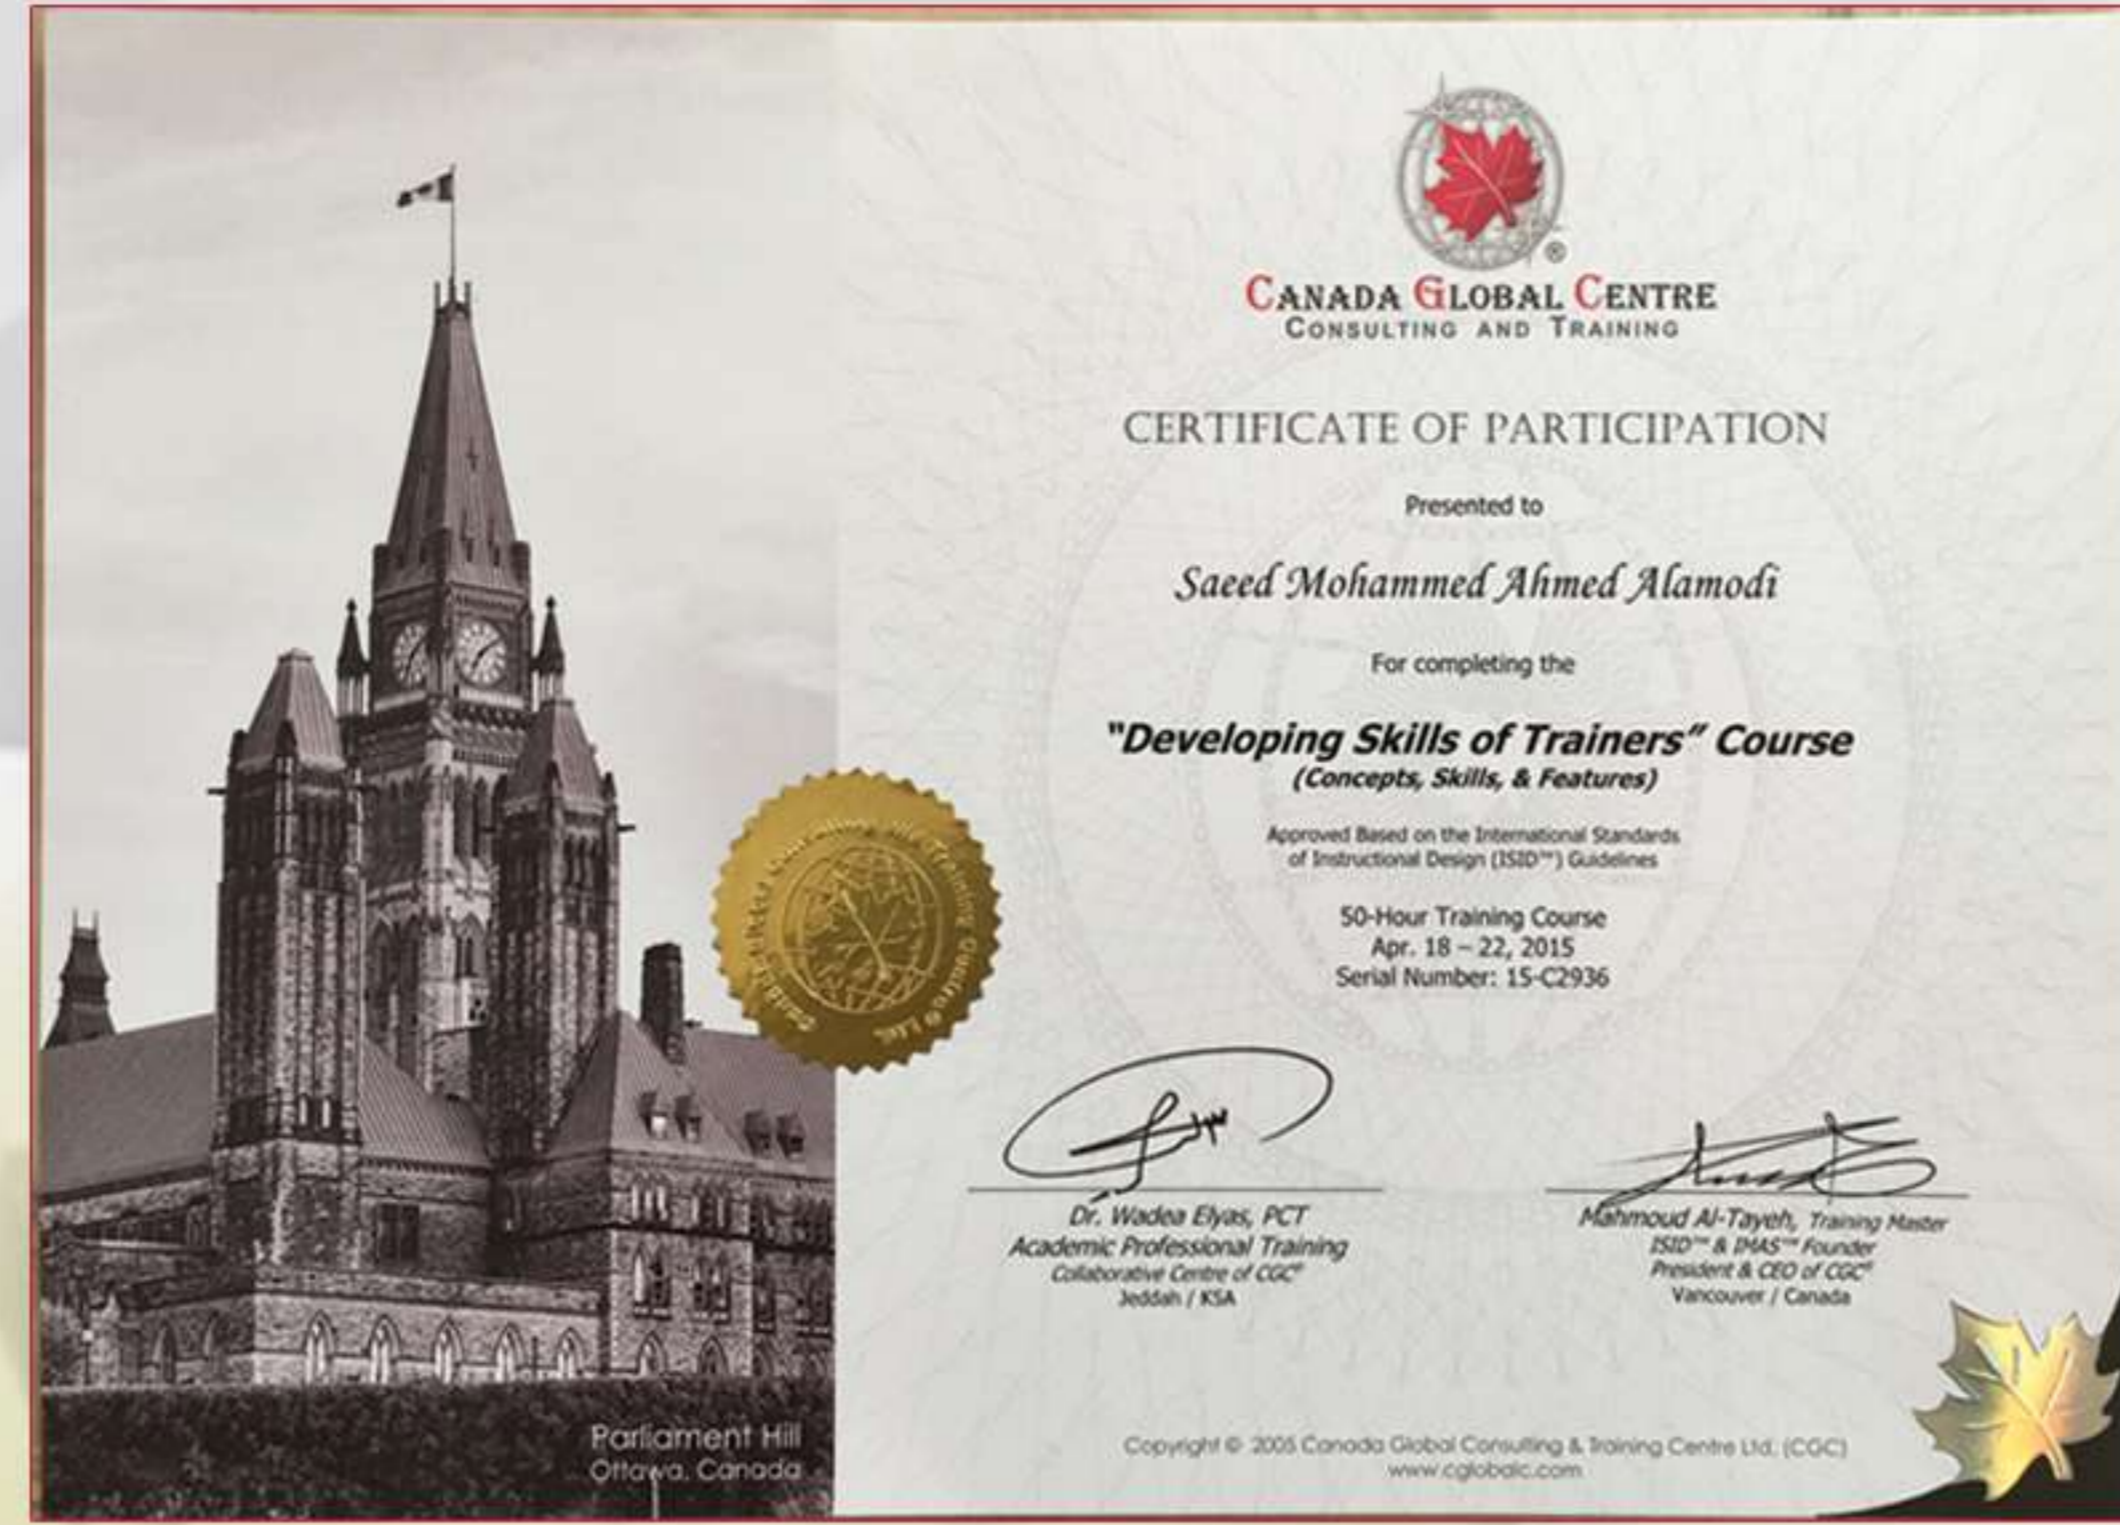 CANADA GLOBAL CENTRE
CONSULTING AND TRAINING
®
CERTIFICATE OF PARTICIPATION
Presented to
Saeed Mohammed Ahmed Alamodi
For completing the
"Developing Skills of Trainers" Course
(Concepts, Skills, & Features)
Approved Based on the International Standards
of Instructional Design (ISID™) Guidelines
50-Hour Training Course
Apr. 18 – 22, 2015
Serial Number: 15-C2936
Dr. Wadea Elyas, PCT
Academic Professional Training
Collaborative Centre of CGC®
Jeddah / KSA
Mahmoud Al-Tayeh, Training Master
ISID™ & IMAS™ Founder
President & CEO of CGC®
Vancouver / Canada
Parliament Hill
Ottawa, Canada
Copyright © 2005 Canada Global Consulting & Training Centre Ltd. (CGC)
www.cglobalc.com